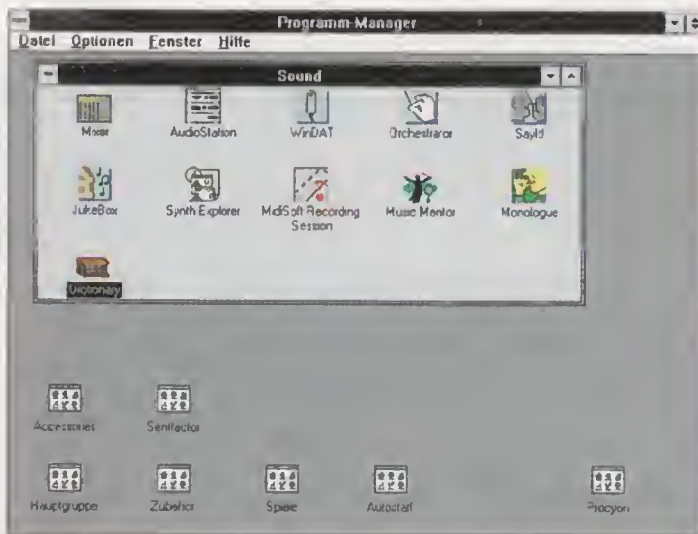 Programm-Manager
Datei Optionen Fenster Hilfe
Sound
Mixer AudioStation WinDAT Orchestrator SayIt
JukeBox Synth Explorer MidiSoft Recording Music Mentor Monologue
Session
Dictionary
Accessories
Hauptgruppe Zubehör Spiele Autostart Procyon